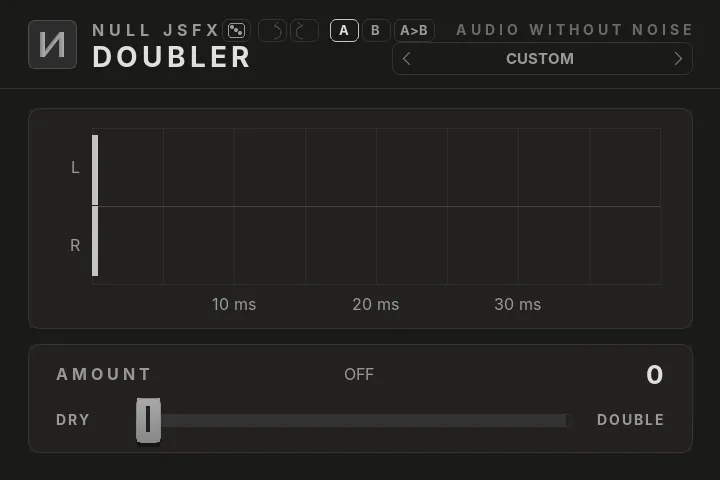 NULL JSFX A B A>B AUDIO WITHOUT NOISE
DOUBLER CUSTOM
L
R
10 ms 20 ms 30 ms
AMOUNT OFF 0
DRY DOUBLE